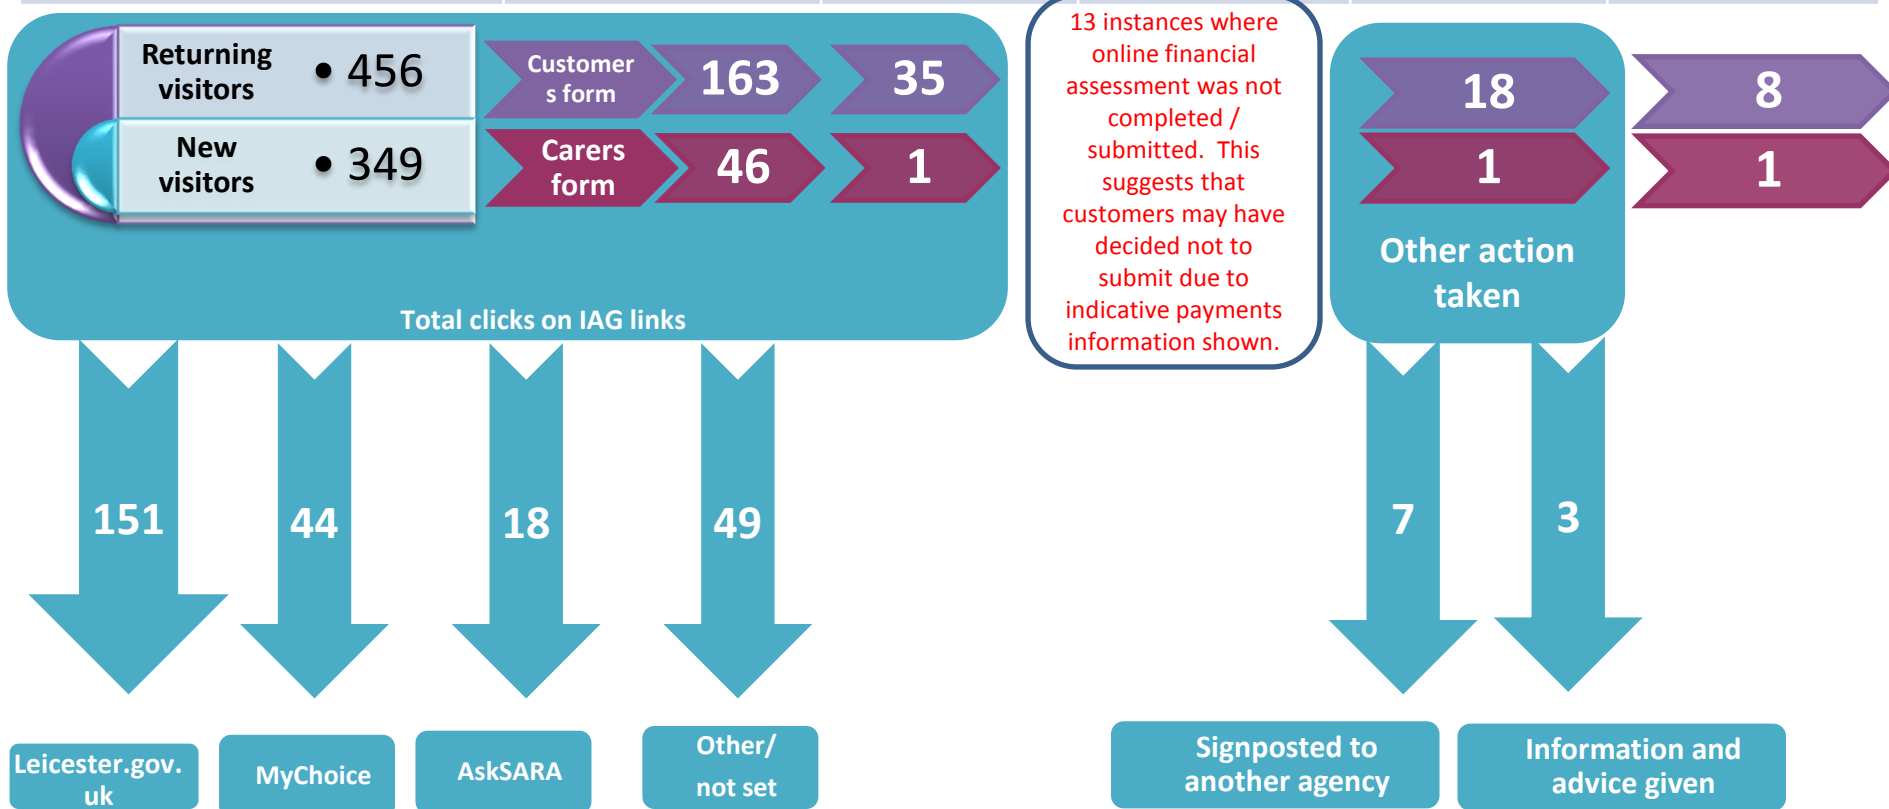 Returning
visitors
• 456
New
visitors
• 349
Customer
s form
163
35
Carers
form
46
1
Total clicks on IAG links
13 instances where
online financial
assessment was not
completed /
submitted. This
suggests that
customers may have
decided not to
submit due to
indicative payments
information shown.
18
8
1
1
Other action
taken
151
44
18
49
7
3
Leicester.gov.
uk
MyChoice
AskSARA
Other/
not set
Signposted to
another agency
Information and
advice given